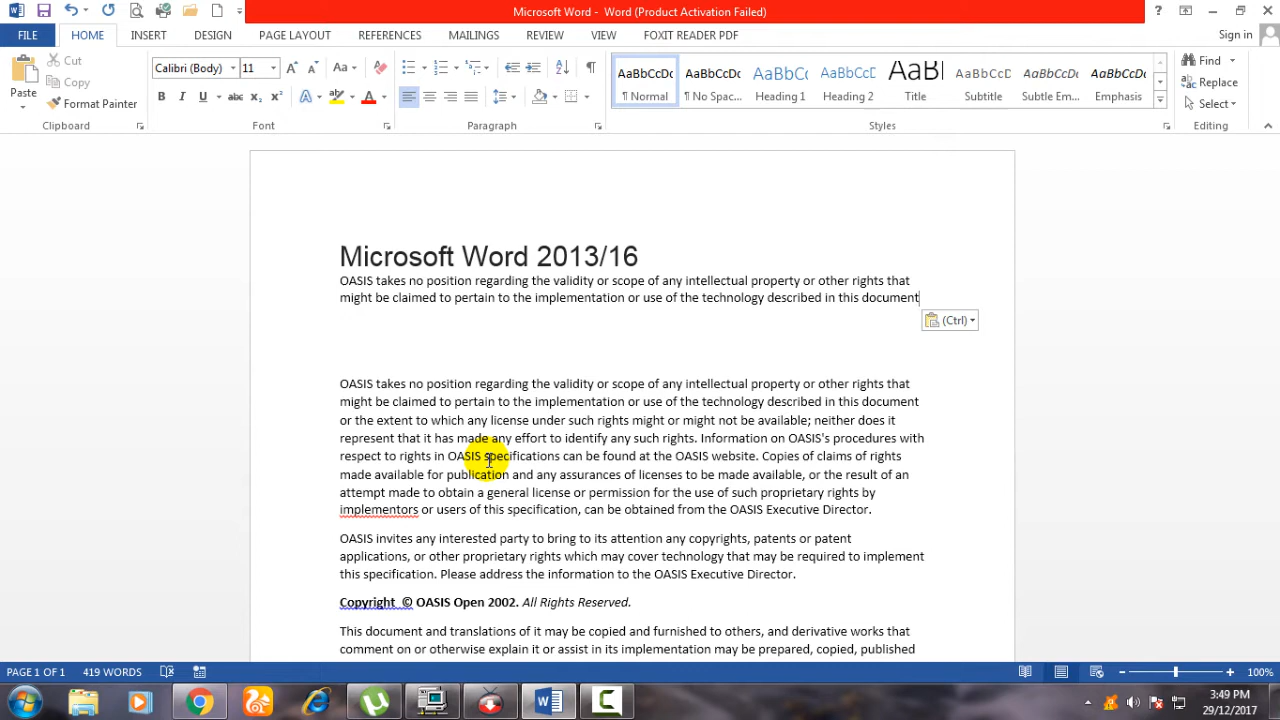 Microsoft Word - Word (Product Activation Failed)
FILE HOME INSERT DESIGN PAGE LAYOUT REFERENCES MAILINGS REVIEW VIEW FOXIT READER PDF Sign in
Paste
Cut
Copy
Format Painter
Clipboard
Calibri (Body) 11
Font
Paragraph
AaBbCcDc AaBbCcDc AaBbCc AaBbCcD AaBb AaBbCcD AaBbCcDc AaBbCcDc
¶ Normal ¶ No Spac... Heading 1 Heading 2 Title Subtitle Subtle Em... Emphasis
Styles
Find
Replace
Select
Editing
Microsoft Word 2013/16
OASIS takes no position regarding the validity or scope of any intellectual property or other rights that
might be claimed to pertain to the implementation or use of the technology described in this document
(Ctrl)
OASIS takes no position regarding the validity or scope of any intellectual property or other rights that
might be claimed to pertain to the implementation or use of the technology described in this document
or the extent to which any license under such rights might or might not be available; neither does it
represent that it has made any effort to identify any such rights. Information on OASIS's procedures with
respect to rights in OASIS specifications can be found at the OASIS website. Copies of claims of rights
made available for publication and any assurances of licenses to be made available, or the result of an
attempt made to obtain a general license or permission for the use of such proprietary rights by
implementors or users of this specification, can be obtained from the OASIS Executive Director.
OASIS invites any interested party to bring to its attention any copyrights, patents or patent
applications, or other proprietary rights which may cover technology that may be required to implement
this specification. Please address the information to the OASIS Executive Director.
Copyright © OASIS Open 2002. All Rights Reserved.
This document and translations of it may be copied and furnished to others, and derivative works that
comment on or otherwise explain it or assist in its implementation may be prepared, copied, published
PAGE 1 OF 1 419 WORDS 100%
3:49 PM
29/12/2017